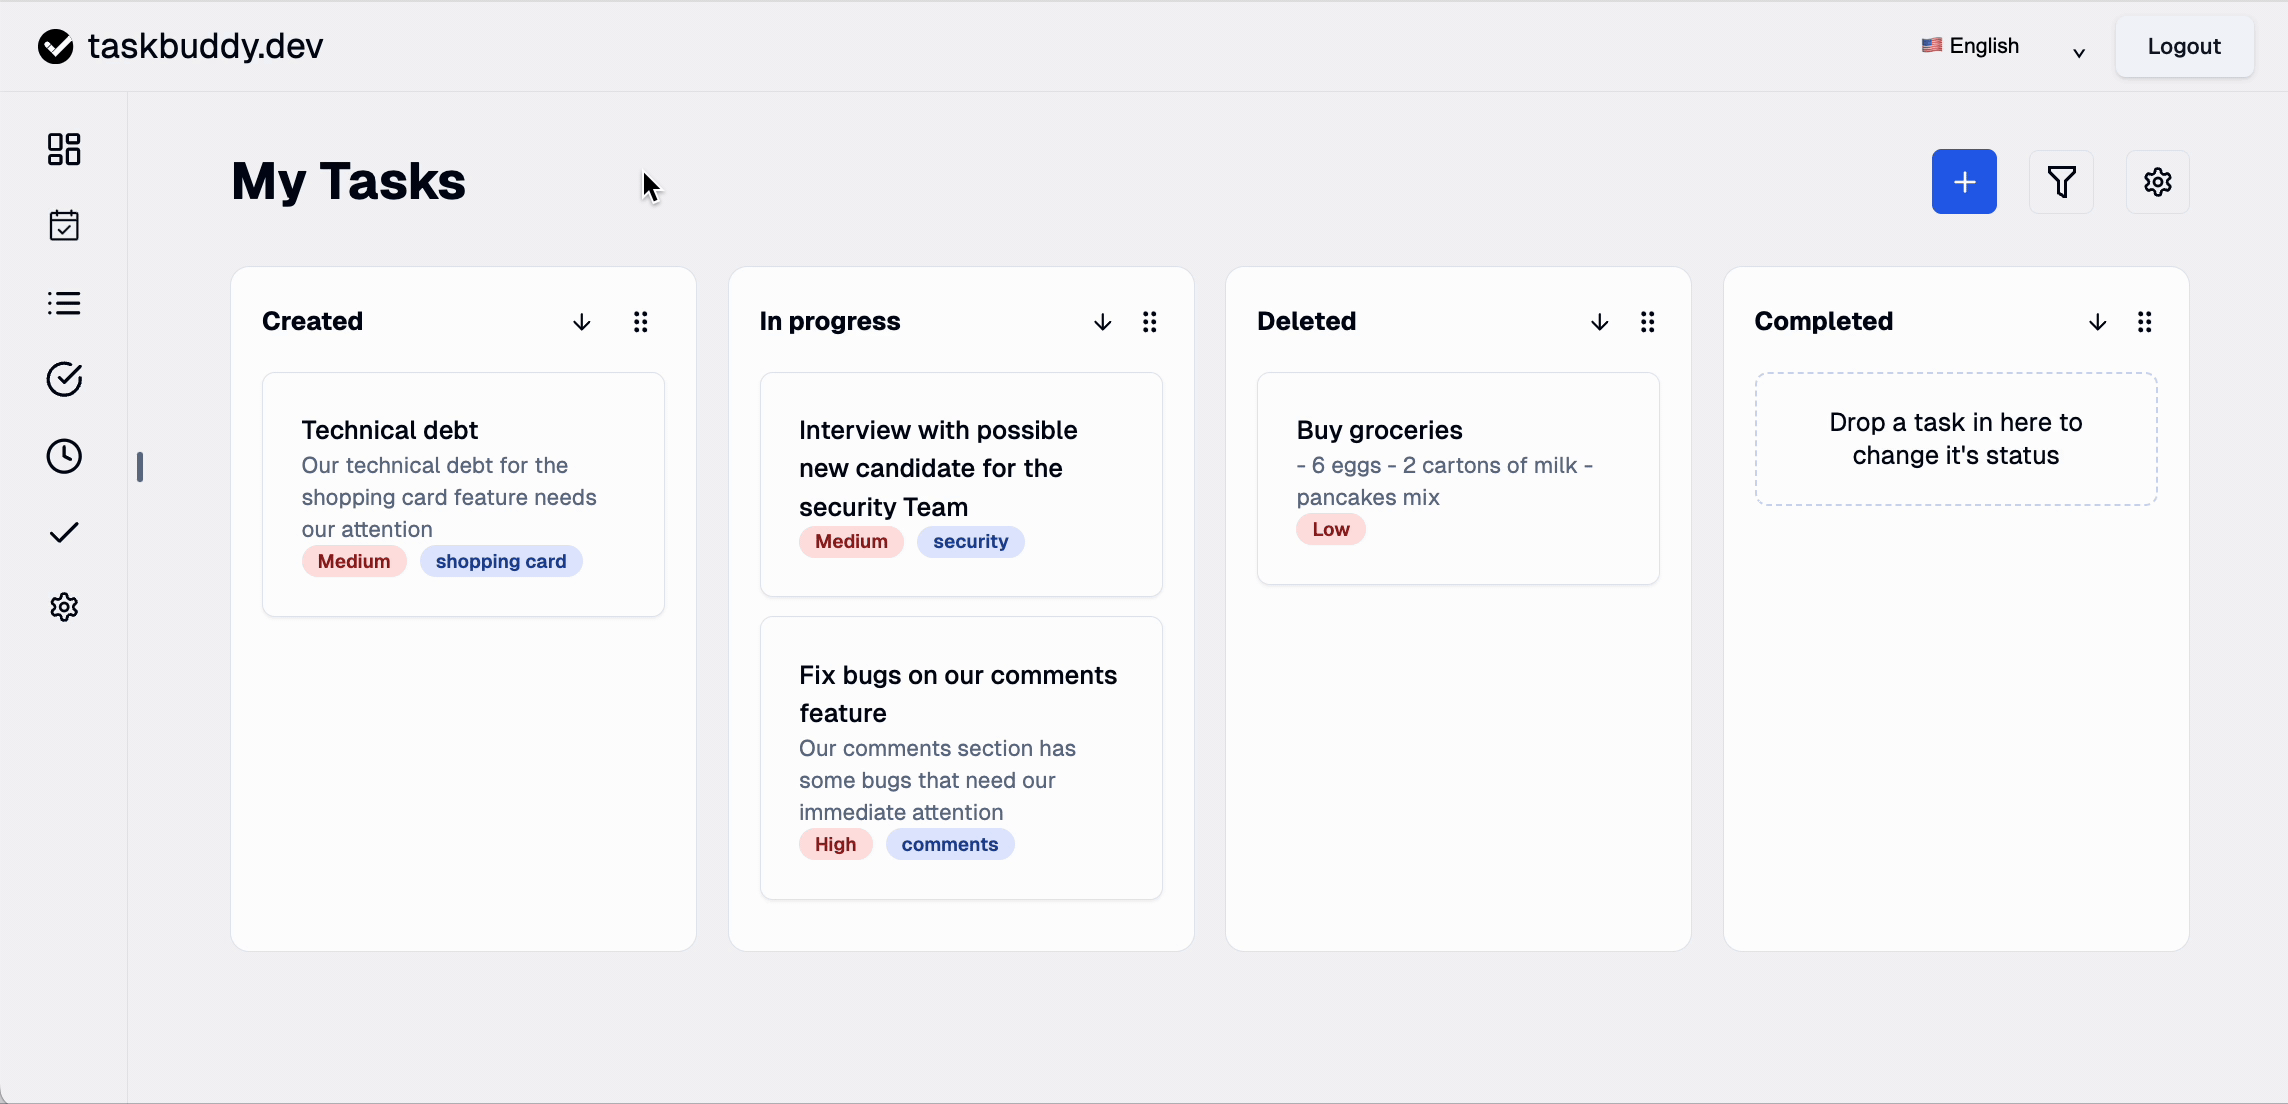 taskbuddy.dev
English
Logout
My Tasks
Created
Technical debt
Our technical debt for the
shopping card feature needs
our attention
Medium
shopping card
In progress
Interview with possible
new candidate for the
security Team
Medium
security
Fix bugs on our comments
feature
Our comments section has
some bugs that need our
immediate attention
High
comments
Deleted
Buy groceries
- 6 eggs - 2 cartons of milk -
pancakes mix
Low
Completed
Drop a task in here to
change it's status